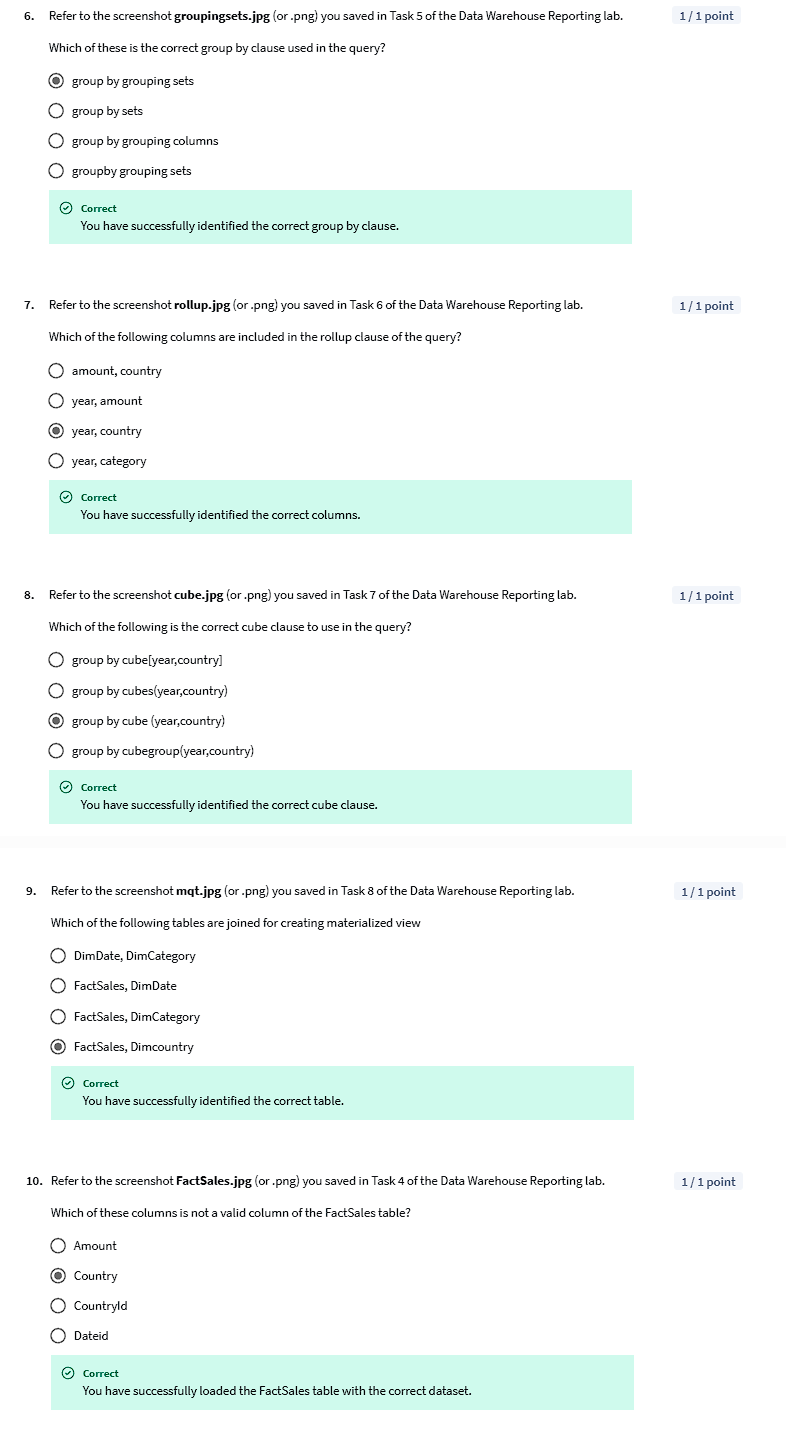 6. Refer to the screenshot groupingsets.jpg (or .png) you saved in Task 5 of the Data Warehouse Reporting lab. 1 / 1 point
Which of these is the correct group by clause used in the query?
group by grouping sets
group by sets
group by grouping columns
groupby grouping sets
Correct
You have successfully identified the correct group by clause.
7. Refer to the screenshot rollup.jpg (or .png) you saved in Task 6 of the Data Warehouse Reporting lab. 1 / 1 point
Which of the following columns are included in the rollup clause of the query?
amount, country
year, amount
year, country
year, category
Correct
You have successfully identified the correct columns.
8. Refer to the screenshot cube.jpg (or .png) you saved in Task 7 of the Data Warehouse Reporting lab. 1 / 1 point
Which of the following is the correct cube clause to use in the query?
group by cube[year,country]
group by cubes(year,country)
group by cube (year,country)
group by cubegroup(year,country)
Correct
You have successfully identified the correct cube clause.
9. Refer to the screenshot mqt.jpg (or .png) you saved in Task 8 of the Data Warehouse Reporting lab. 1 / 1 point
Which of the following tables are joined for creating materialized view
DimDate, DimCategory
FactSales, DimDate
FactSales, DimCategory
FactSales, Dimcountry
Correct
You have successfully identified the correct table.
10. Refer to the screenshot FactSales.jpg (or .png) you saved in Task 4 of the Data Warehouse Reporting lab. 1 / 1 point
Which of these columns is not a valid column of the FactSales table?
Amount
Country
CountryId
Dateid
Correct
You have successfully loaded the FactSales table with the correct dataset.